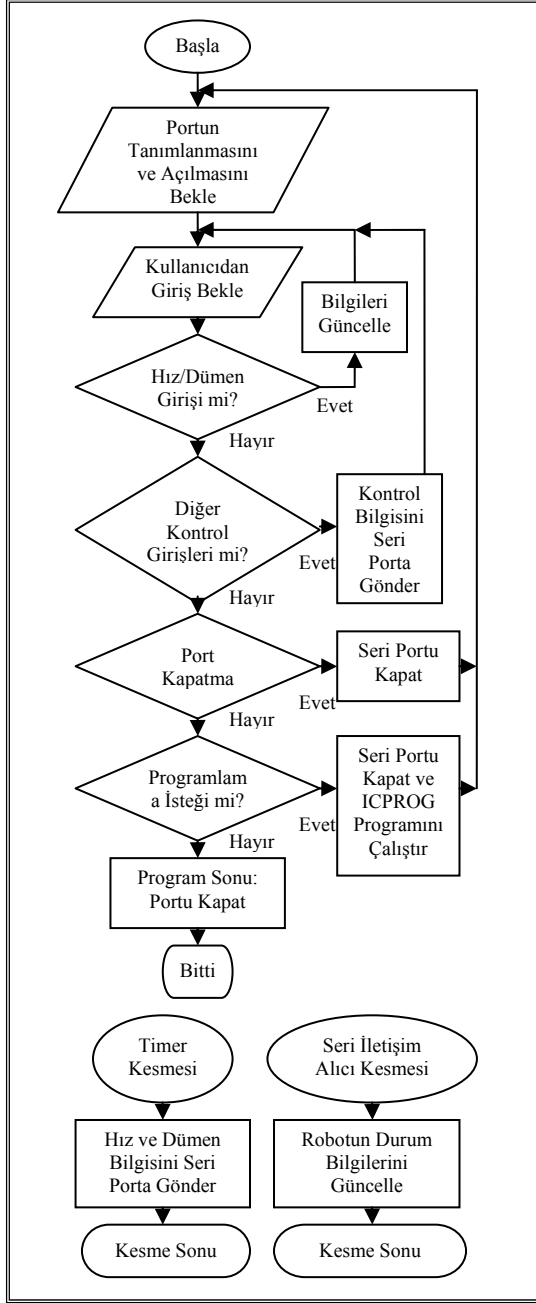 Başla
Portun
Tanımlanmasını
ve Açılmasını
Bekle
Kullanıcıdan
Giriş Bekle
Bilgileri
Güncelle
Hız/Dümen
Girişi mi?
Evet
Hayır
Diğer
Kontrol
Girişleri mi?
Evet
Kontrol
Bilgisini
Seri
Porta
Gönder
Hayır
Port
Kapatma
Evet
Seri Portu
Kapat
Hayır
Programlam
a İsteği mi?
Evet
Seri Portu
Kapat ve
ICPROG
Programını
Çalıştır
Hayır
Program Sonu:
Portu Kapat
Bitti
Timer
Kesmesi
Hız ve Dümen
Bilgisini Seri
Porta Gönder
Kesme Sonu
Seri İletişim
Alıcı Kesmesi
Robotun Durum
Bilgilerini
Güncelle
Kesme Sonu